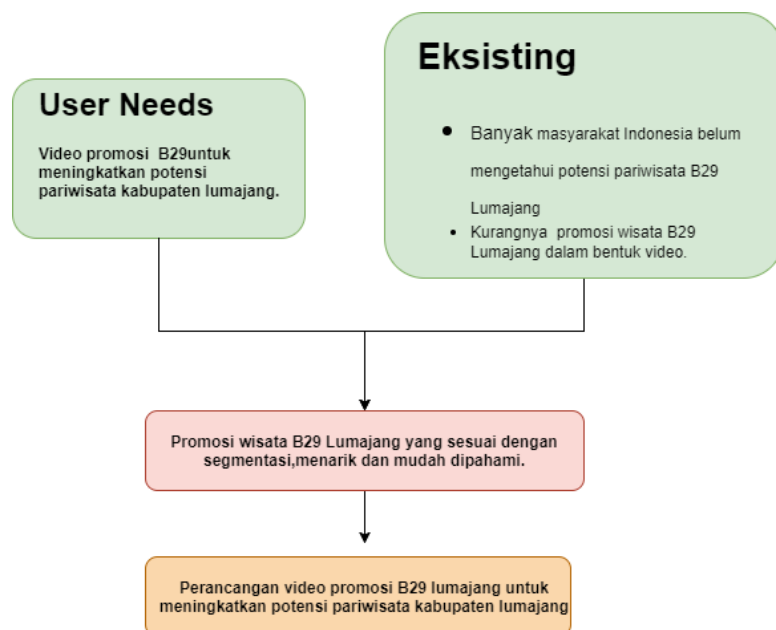 User Needs
Video promosi B29untuk
meningkatkan potensi
pariwisata kabupaten lumajang.
Eksisting
Banyak masyarakat Indonesia belum
mengetahui potensi pariwisata B29
Lumajang
Kurangnya promosi wisata B29
Lumajang dalam bentuk video.
Promosi wisata B29 Lumajang yang sesuai dengan
segmentasi,menarik dan mudah dipahami.
Perancangan video promosi B29 lumajang untuk
meningkatkan potensi pariwisata kabupaten lumajang